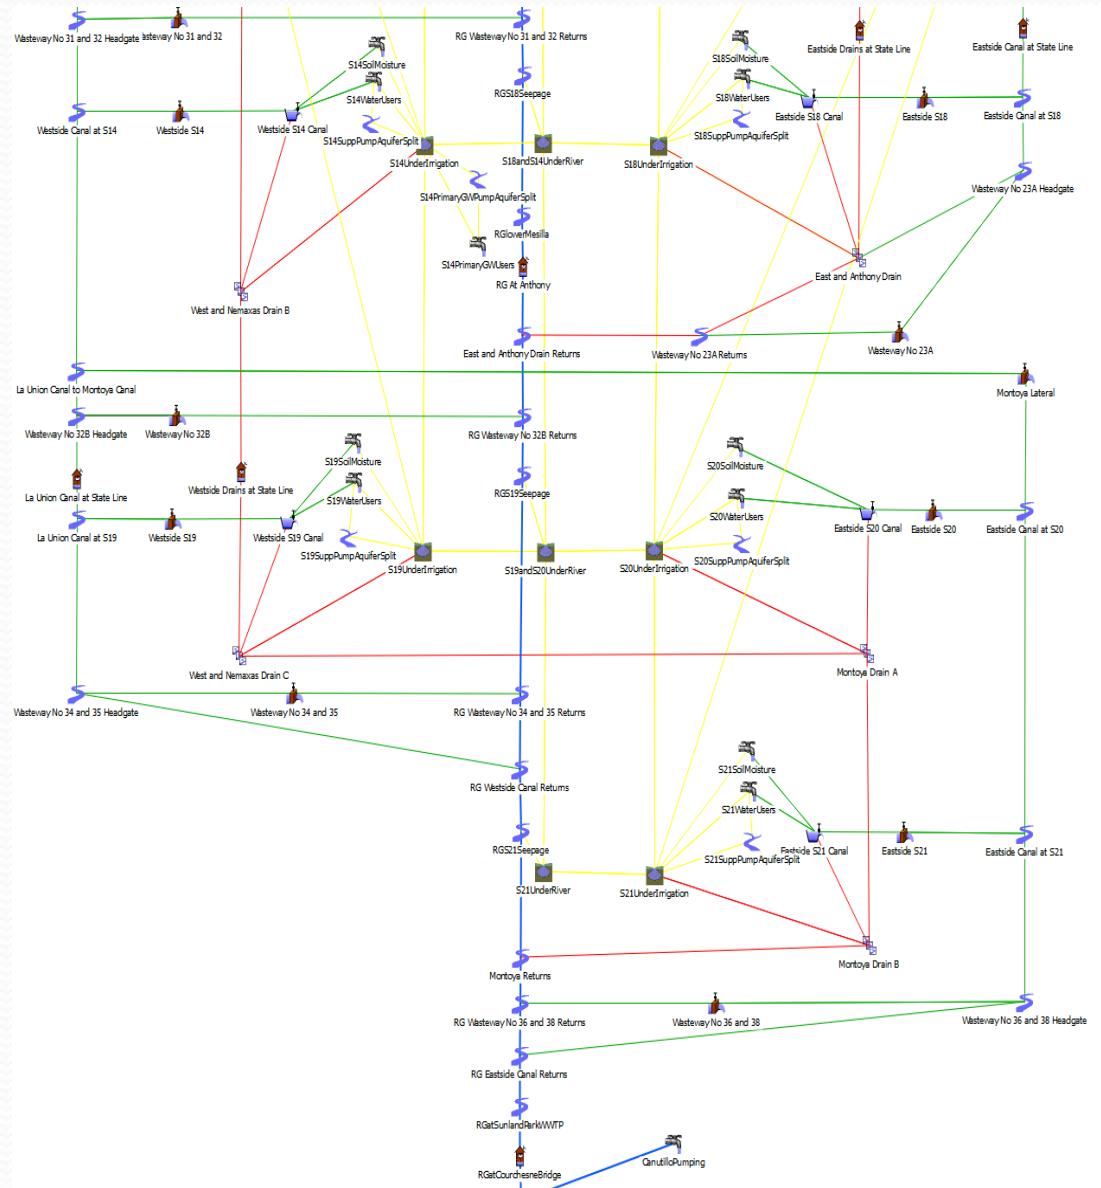 Wasteway No 31 and 32 Headgate
steway No 31 and 32
RG Wasteway No 31 and 32 Returns
Eastside Drains at State Line
Eastside Canal at State Line
S14SoilMoisture
S18SoilMoisture
RGS18Seepage
S14WaterUsers
S18WaterUsers
Westside Canal at S14
Westside S14
Westside S14 Canal
Eastside S18 Canal
Eastside S18
Eastside Canal at S18
S14SuppPumpAquiferSplit
S18SuppPumpAquiferSplit
S14UnderIrrigation
S18andS14UnderRiver
S18UnderIrrigation
Wasteway No 23A Headgate
S14PrimaryGWPumpAquiferSplit
RGlowerMesilla
S14PrimaryGWUsers
East and Anthony Drain
RG At Anthony
West and Nemaxas Drain B
East and Anthony Drain Returns
Wasteway No 23A Returns
Wasteway No 23A
La Union Canal to Montoya Canal
Montoya Lateral
Wasteway No 32B Headgate
Wasteway No 32B
RG Wasteway No 32B Returns
S19SoilMoisture
S20SoilMoisture
La Union Canal at State Line
Westside Drains at State Line
RGS19Seepage
S19WaterUsers
S20WaterUsers
La Union Canal at S19
Westside S19
Westside S19 Canal
Eastside S20 Canal
Eastside S20
Eastside Canal at S20
S19SuppPumpAquiferSplit
S20SuppPumpAquiferSplit
S19UnderIrrigation
S19andS20UnderRiver
S20UnderIrrigation
West and Nemaxas Drain C
Montoya Drain A
Wasteway No 34 and 35 Headgate
Wasteway No 34 and 35
RG Wasteway No 34 and 35 Returns
S21SoilMoisture
RG Westside Canal Returns
S21WaterUsers
RGS21Seepage
Eastside S21 Canal
Eastside S21
Eastside Canal at S21
S21SuppPumpAquiferSplit
S21UnderRiver
S21UnderIrrigation
Montoya Drain B
Montoya Returns
RG Wasteway No 36 and 38 Returns
Wasteway No 36 and 38
Wasteway No 36 and 38 Headgate
RG Eastside Canal Returns
RGatSunlandParkWWTP
CanutilloPumping
RGatCourchesneBridge